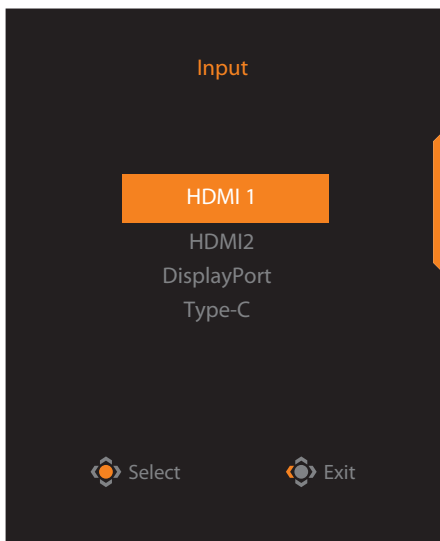 Input
HDMI 1
HDMI2
DisplayPort
Type-C
Select Exit